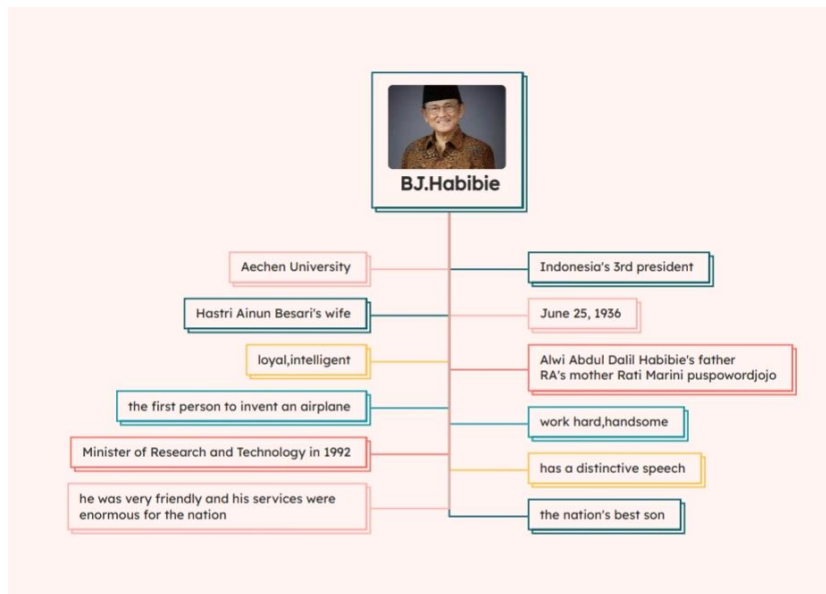 BJ.Habibie
Aechen University
Hastri Ainun Besari's wife
loyal,intelligent
the first person to invent an airplane
Minister of Research and Technology in 1992
he was very friendly and his services were
enormous for the nation
Indonesia's 3rd president
June 25, 1936
Alwi Abdul Dalil Habibie's father
RA's mother Rati Marini puspowordjojo
work hard,handsome
has a distinctive speech
the nation's best son